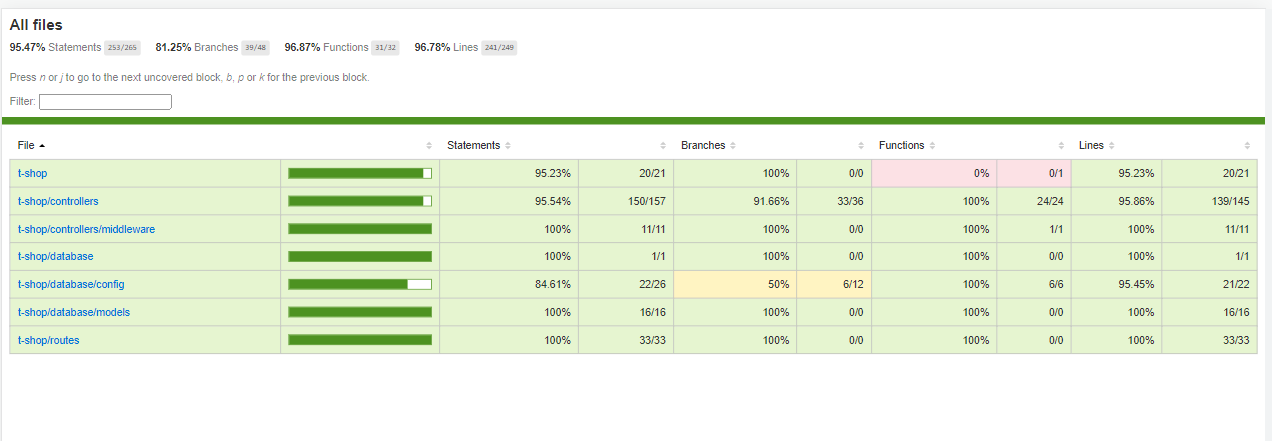 All files
95.47% Statements 253/265 81.25% Branches 39/48 96.87% Functions 31/32 96.78% Lines 241/249
Press n or j to go to the next uncovered block, b, p or k for the previous block.
Filter:
File Statements Branches Functions Lines
t-shop 95.23% 20/21 100% 0/0 0% 0/1 95.23% 20/21
t-shop/controllers 95.54% 150/157 91.66% 33/36 100% 24/24 95.86% 139/145
t-shop/controllers/middleware 100% 11/11 100% 0/0 100% 1/1 100% 11/11
t-shop/database 100% 1/1 100% 0/0 100% 0/0 100% 1/1
t-shop/database/config 84.61% 22/26 50% 6/12 100% 6/6 95.45% 21/22
t-shop/database/models 100% 16/16 100% 0/0 100% 0/0 100% 16/16
t-shop/routes 100% 33/33 100% 0/0 100% 0/0 100% 33/33